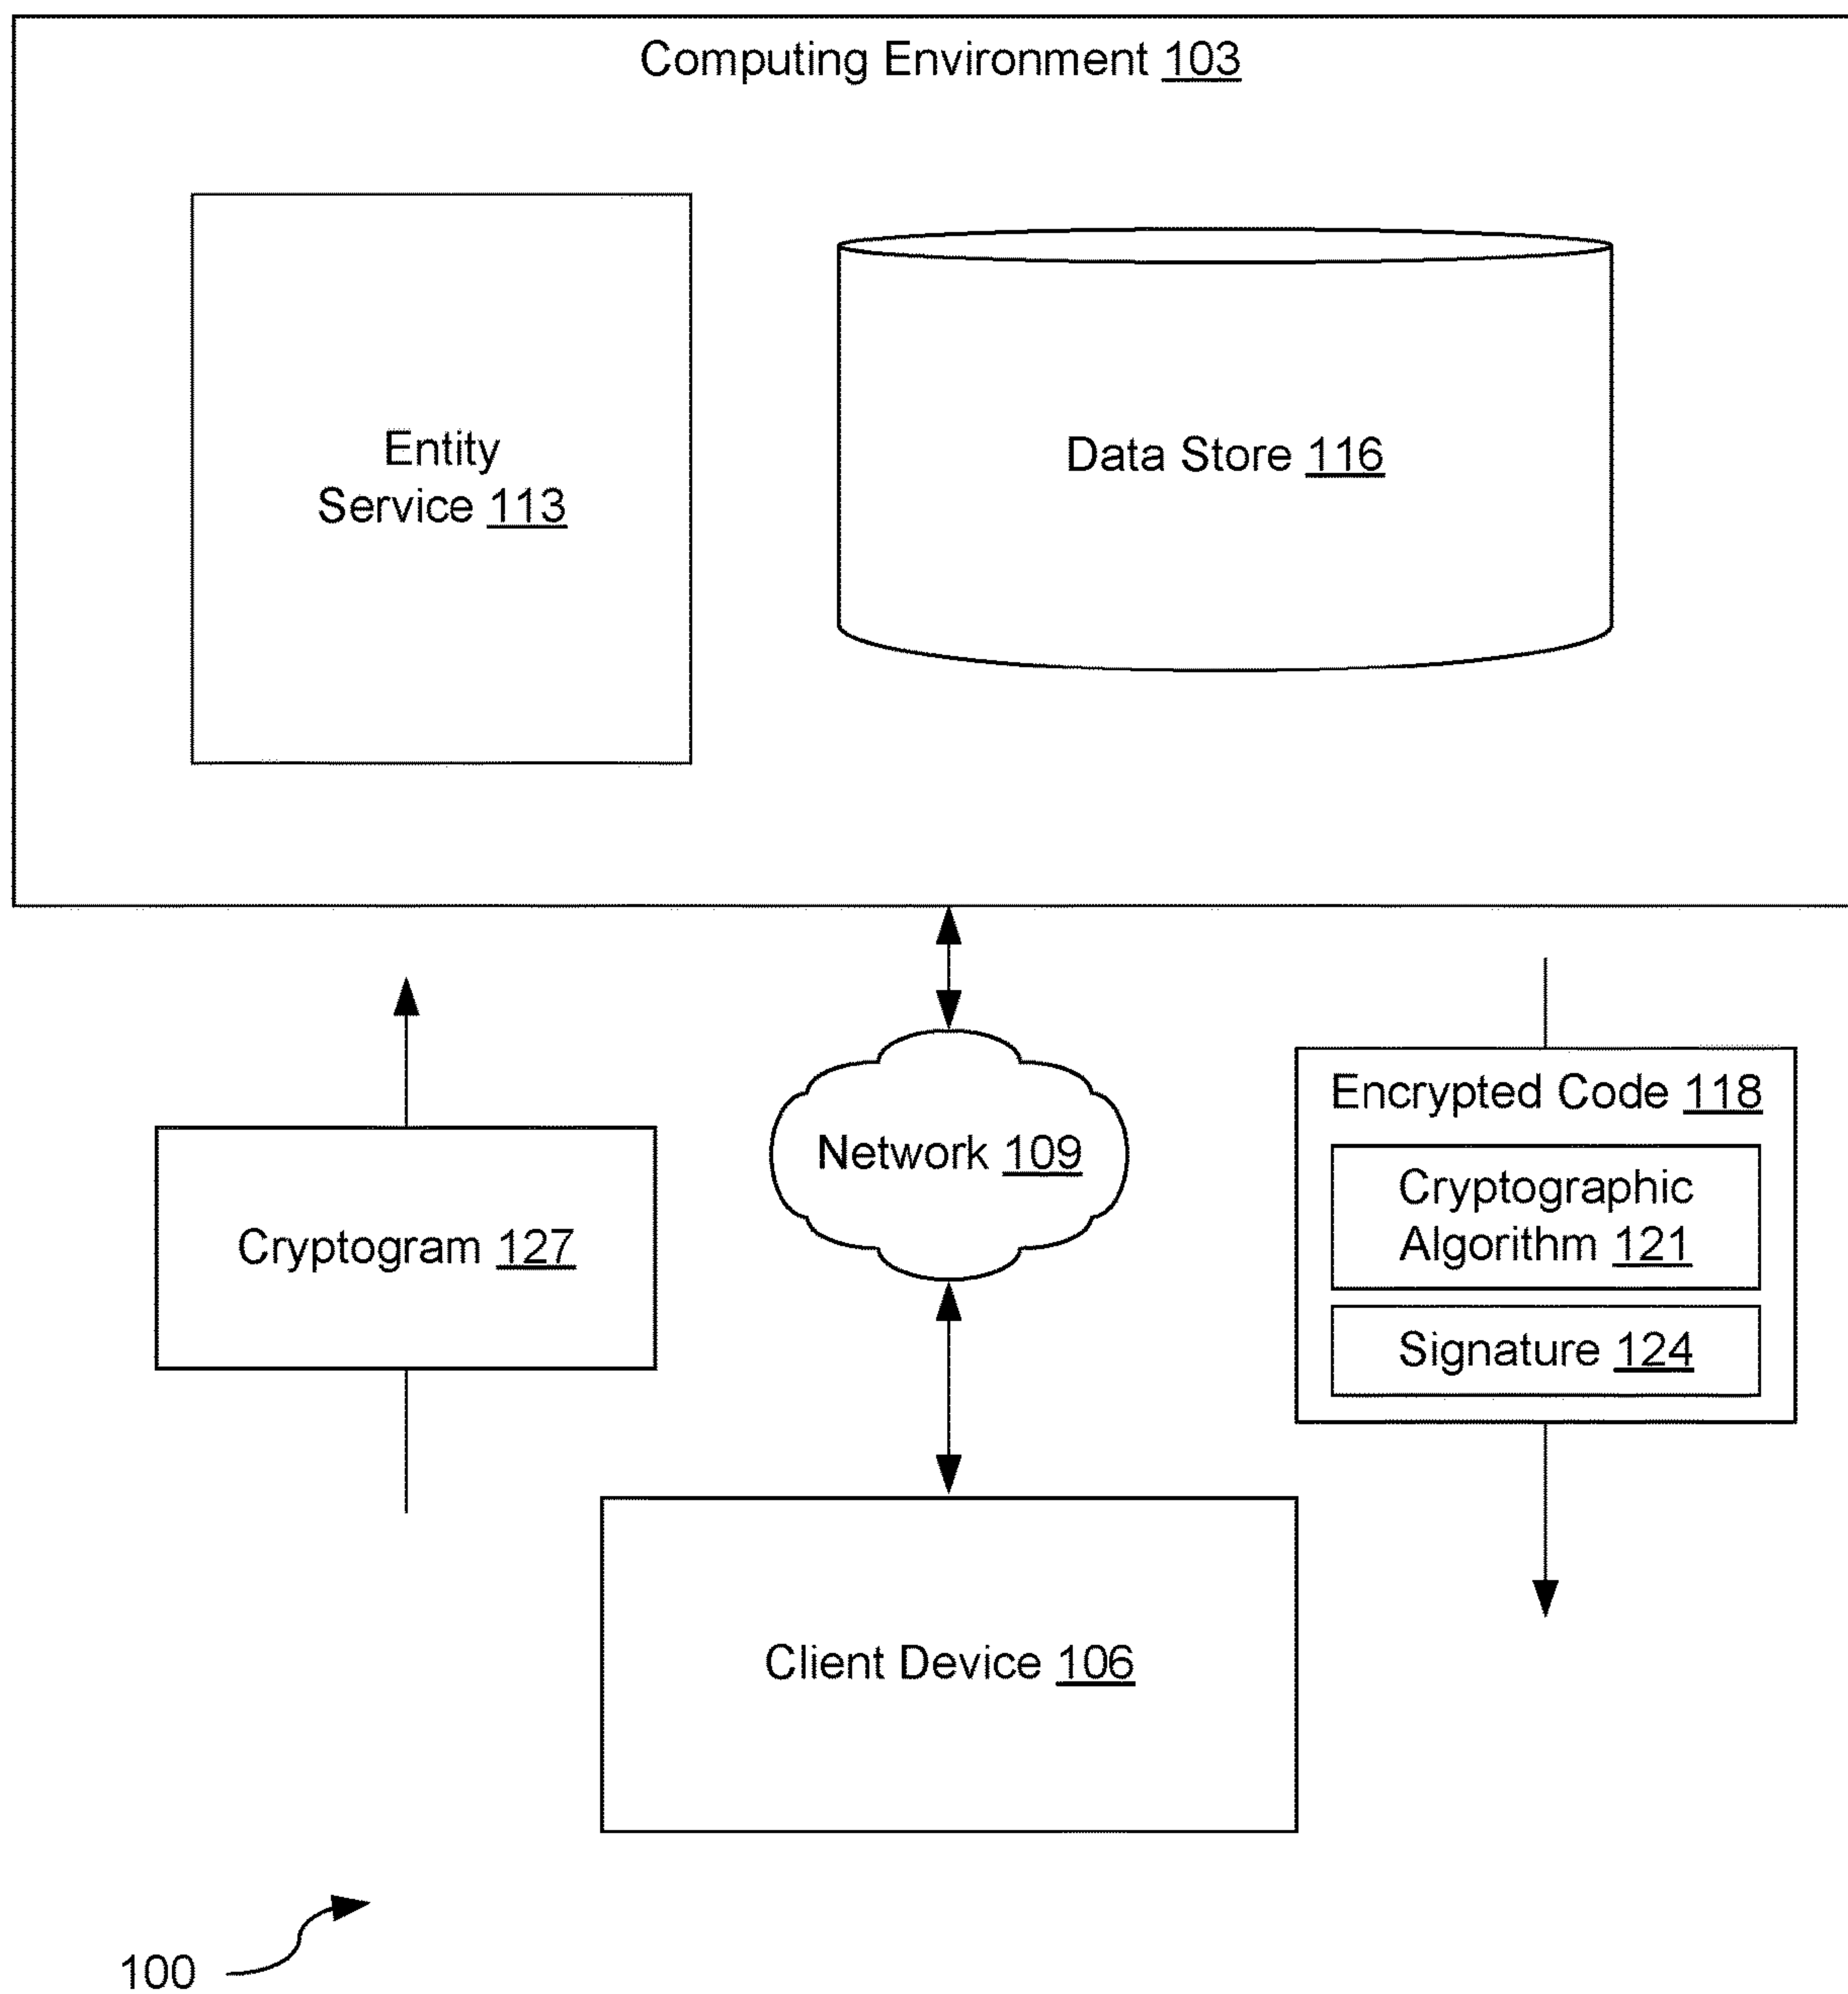 Computing Environment 103
Entity
Service 113
Data Store 116
Encrypted Code 118
Cryptographic
Algorithm 121
Signature 124
Network 109
Cryptogram 127
Client Device 106
100